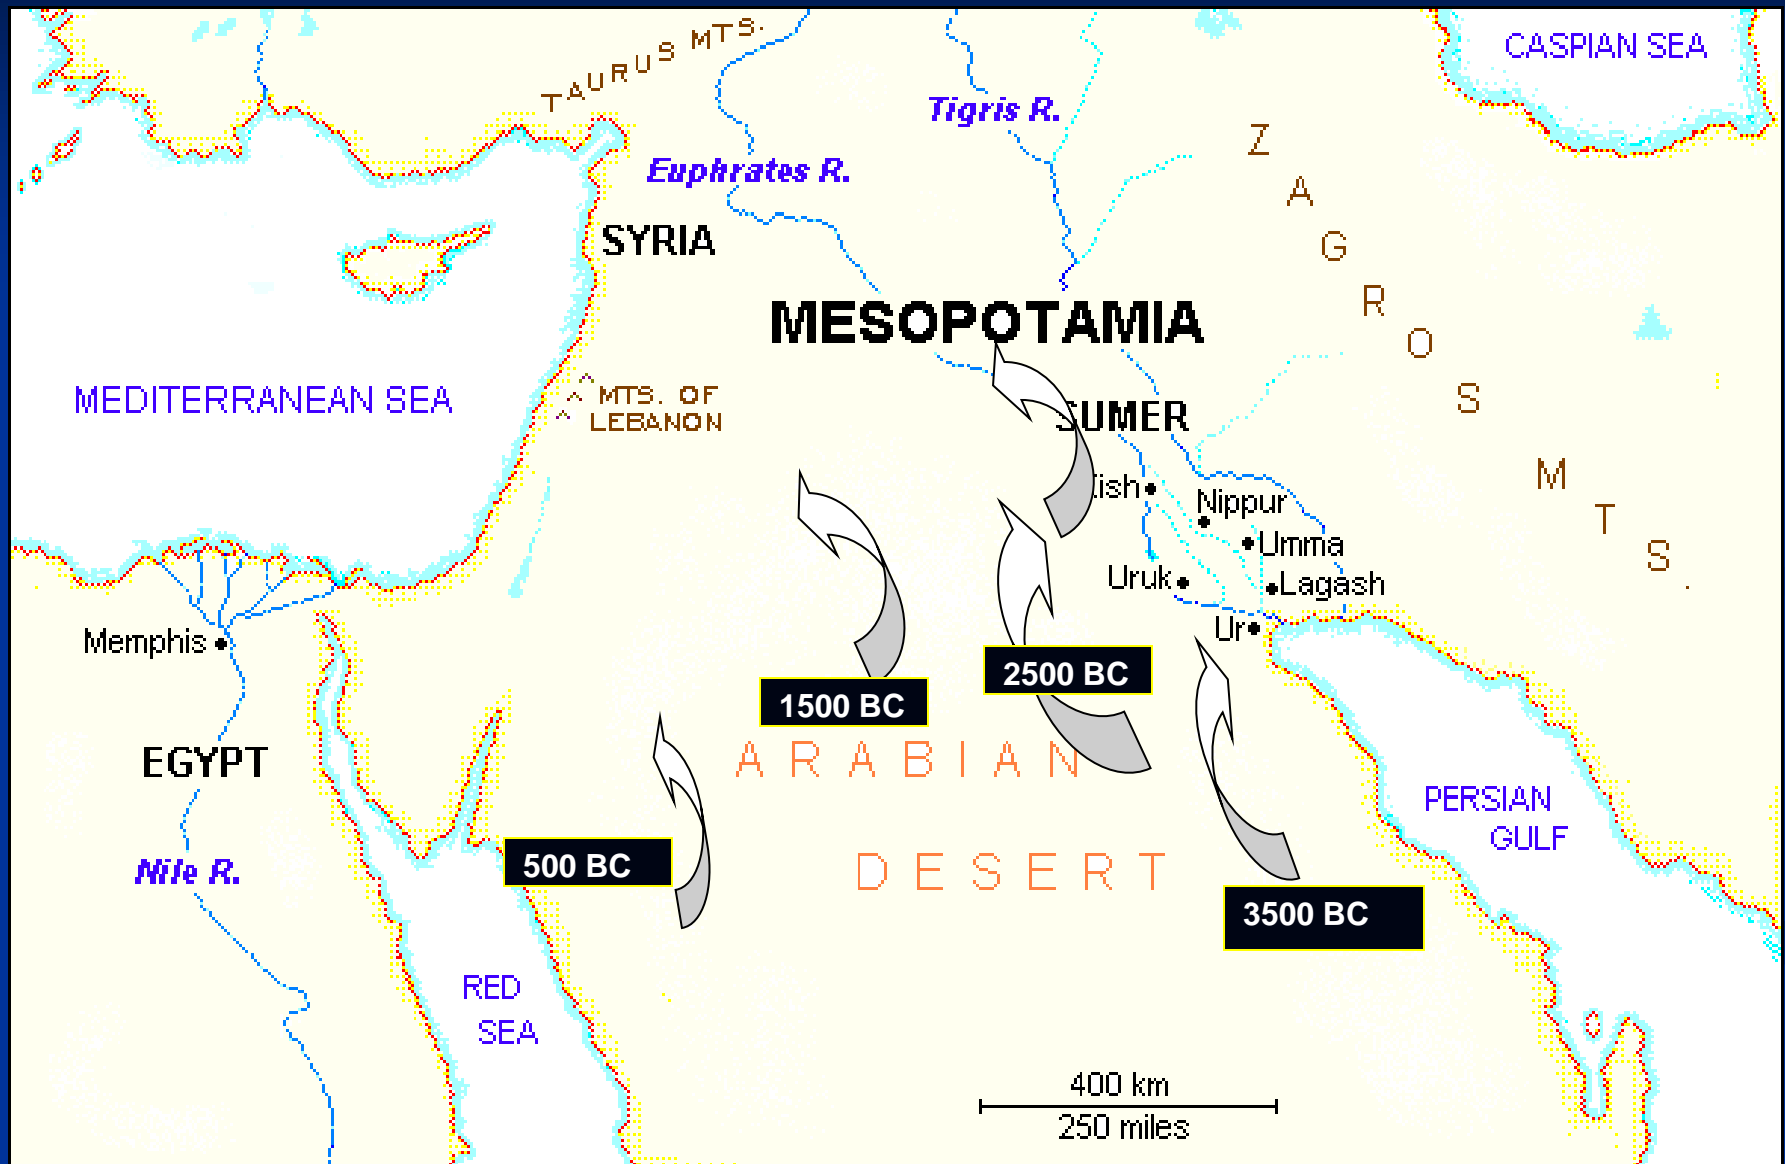 CASPIAN SEA
TAURUS MTS.
Tigris R.
Euphrates R.
ZAGROS MTS.
SYRIA
MESOPOTAMIA
MEDITERRANEAN SEA
MTS. OF
LEBANON
SUMER
ish
Nippur
Umma
Uruk
Lagash
Ur
Memphis
2500 BC
1500 BC
EGYPT
ARABIAN
DESERT
PERSIAN
GULF
500 BC
Nile R.
3500 BC
RED
SEA
400 km
250 miles